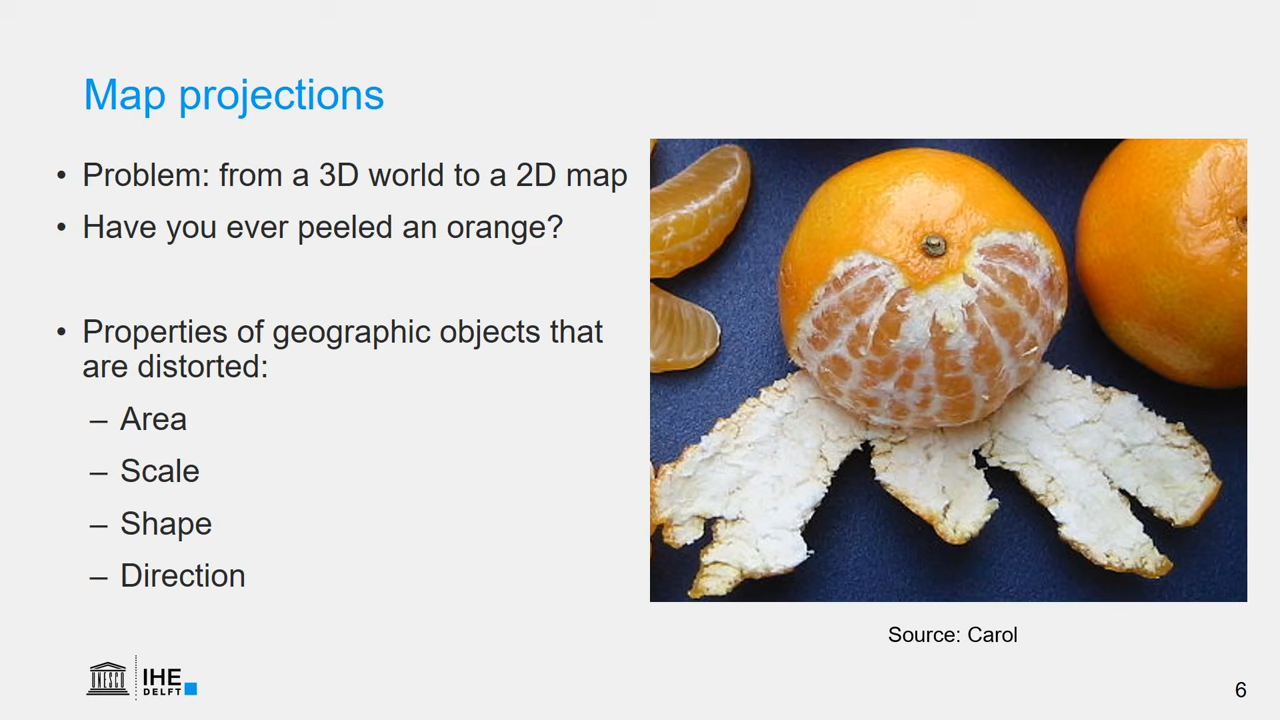 Map projections
• Problem: from a 3D world to a 2D map
• Have you ever peeled an orange?
• Properties of geographic objects that
are distorted:
– Area
– Scale
– Shape
– Direction
Source: Carol
UNESCO
IHE
DELFT
6